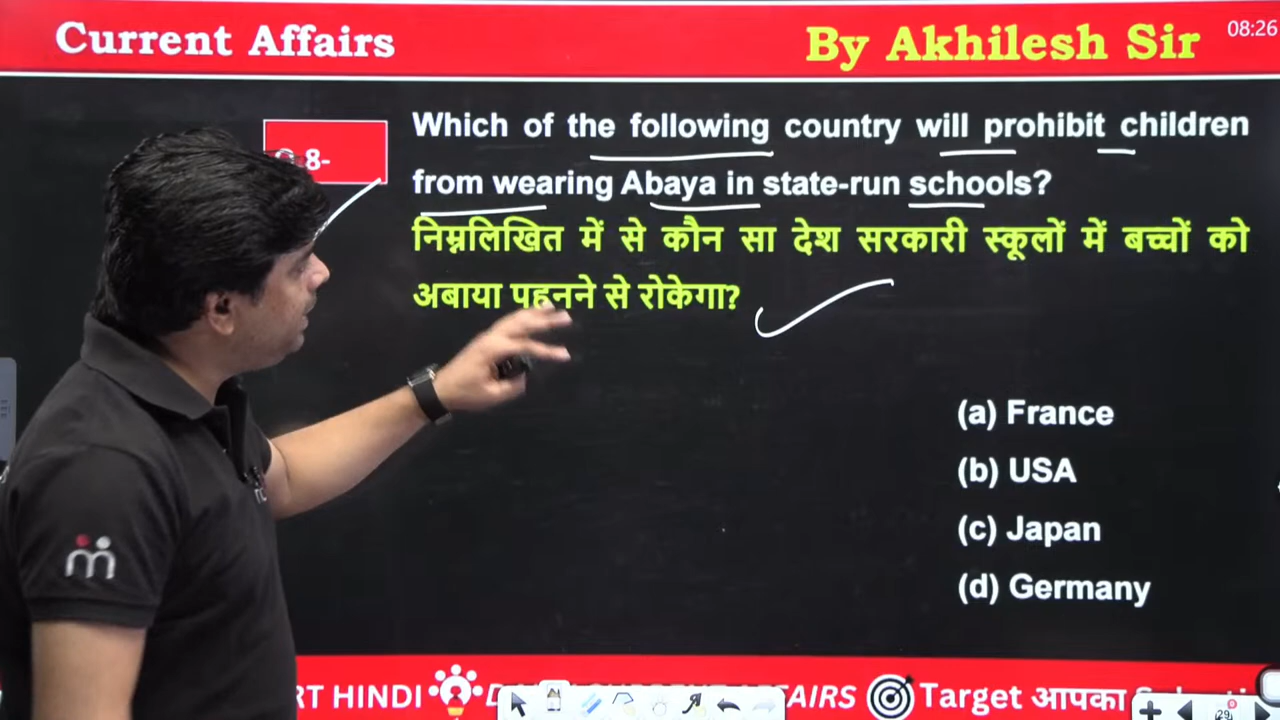 Current Affairs
By Akhilesh Sir
08:26
8-
Which of the following country will prohibit children
from wearing Abaya in state-run schools?
निम्नलिखित में से कौन सा देश सरकारी स्कूलों में बच्चों को
अबाया पहनने से रोकेगा?
(a) France
(b) USA
(c) Japan
(d) Germany
RT HINDI
AIRS
Target आपका
29